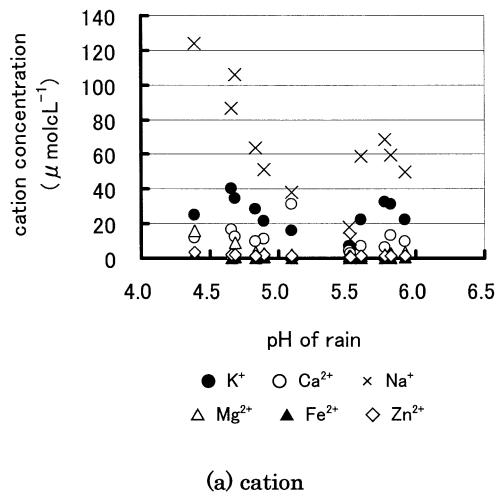 cation concentration
(μ molcL⁻¹)
140
120
100
80
60
40
20
0
4.0 4.5 5.0 5.5 6.0 6.5
pH of rain
● K⁺ ○ Ca²⁺ × Na⁺
△ Mg²⁺ ▲ Fe²⁺ ◇ Zn²⁺
(a) cation